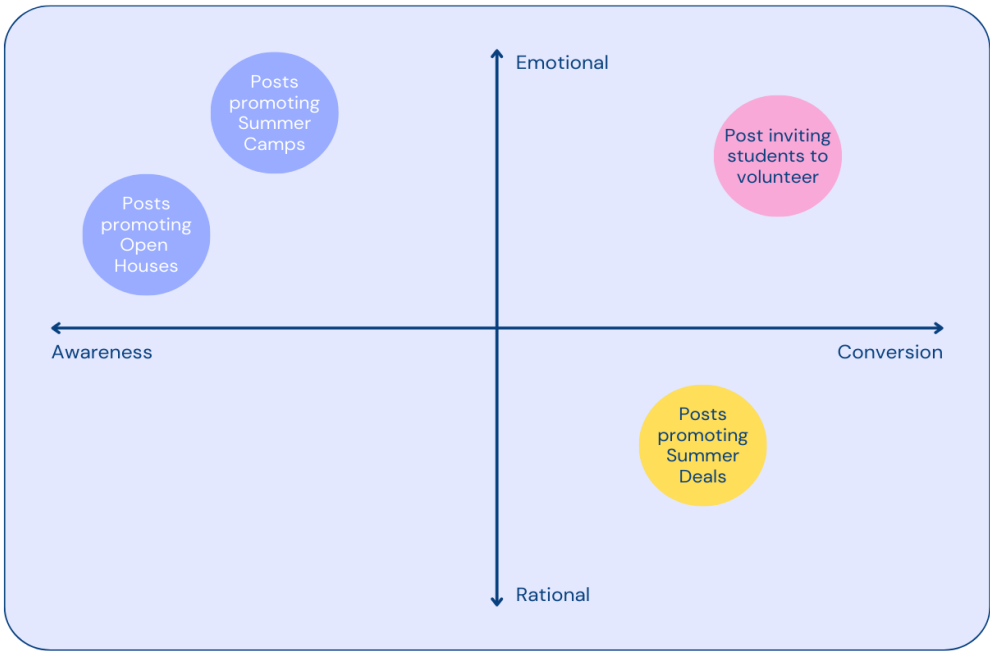 Emotional
Posts
promoting
Summer
Camps
Post inviting
students to
volunteer
Posts
promoting
Open
Houses
Awareness
Conversion
Posts
promoting
Summer
Deals
Rational